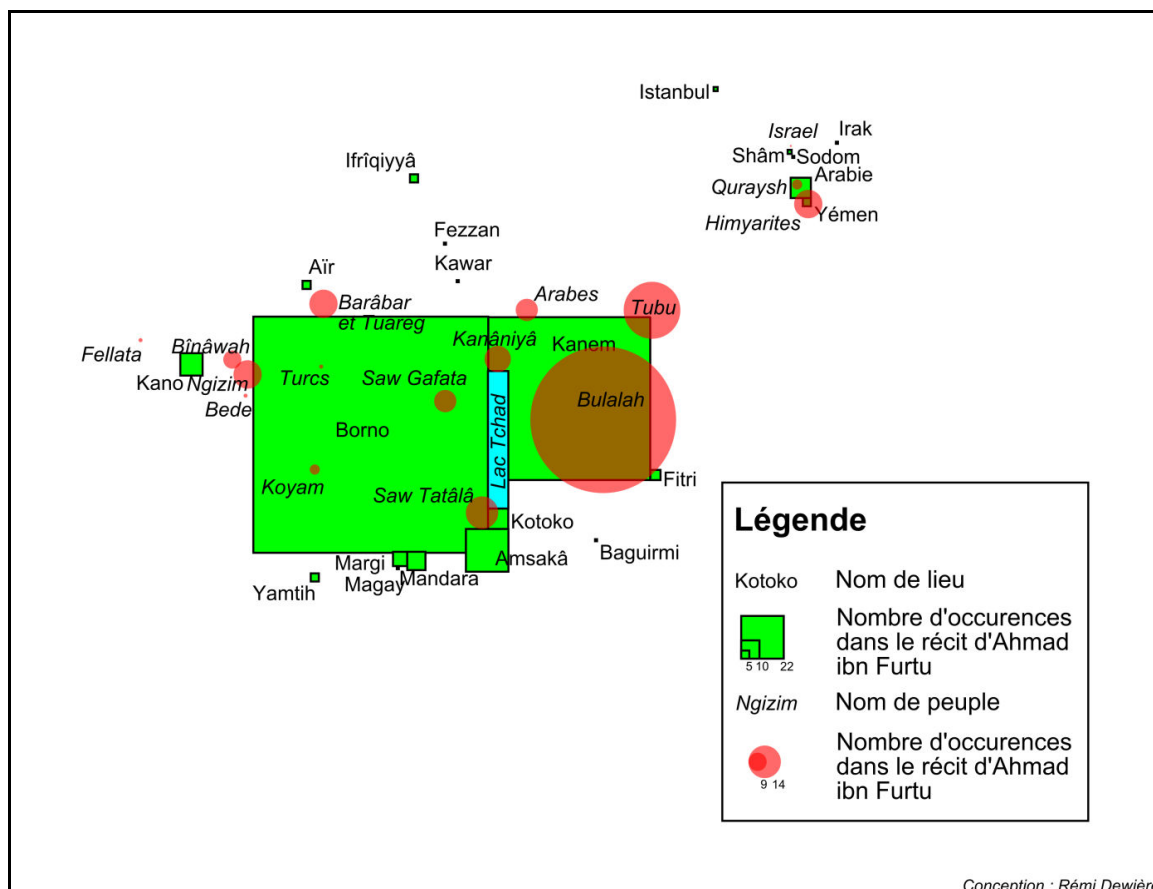 Istanbul
Israel
Irak
Shâm
Sodom
Ifrîqiyyâ
Arabie
Quraysh
Himyarites
Yémen
Fezzan
Kawar
Aïr
Arabes
Tubu
Barâbar
et Tuareg
Kanâniyâ
Kanem
Fellata
Bînâwah
Kano
Ngizim
Turcs
Saw Gafata
Bede
Bulalah
Borno
Lac Tchad
Koyam
Saw Tatâlâ
Fitri
Kotoko
Margi
Amsakâ
Baguirmi
Magay
Mandara
Yamtih
Légende
Kotoko
Nom de lieu
Nombre d'occurences
dans le récit d'Ahmad
ibn Furtu
5 10 22
Ngizim
Nom de peuple
Nombre d'occurences
dans le récit d'Ahmad
ibn Furtu
9 14
Conception : Rémi Dewière